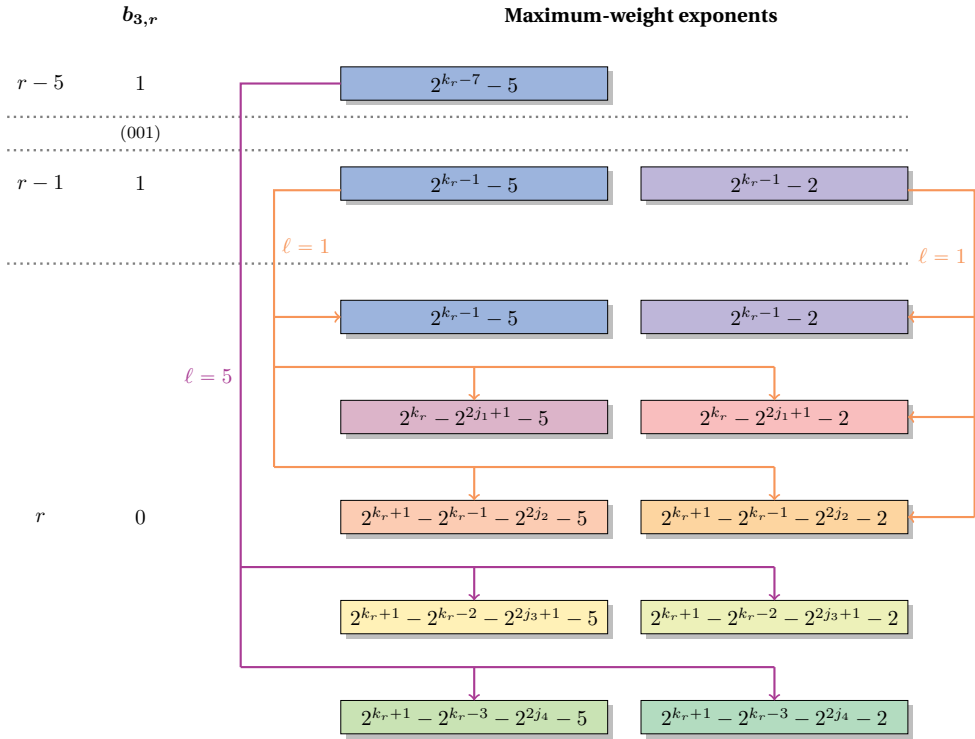 b₃,ᵣ Maximum-weight exponents
r − 5 1 2^{k_r−7} − 5
(001)
r − 1 1 2^{k_r−1} − 5 2^{k_r−1} − 2
ℓ = 1 ℓ = 1
2^{k_r−1} − 5 2^{k_r−1} − 2
ℓ = 5
2^{k_r} − 2^{2j_1+1} − 5 2^{k_r} − 2^{2j_1+1} − 2
r 0 2^{k_r+1} − 2^{k_r−1} − 2^{2j_2} − 5 2^{k_r+1} − 2^{k_r−1} − 2^{2j_2} − 2
2^{k_r+1} − 2^{k_r−2} − 2^{2j_3+1} − 5 2^{k_r+1} − 2^{k_r−2} − 2^{2j_3+1} − 2
2^{k_r+1} − 2^{k_r−3} − 2^{2j_4} − 5 2^{k_r+1} − 2^{k_r−3} − 2^{2j_4} − 2